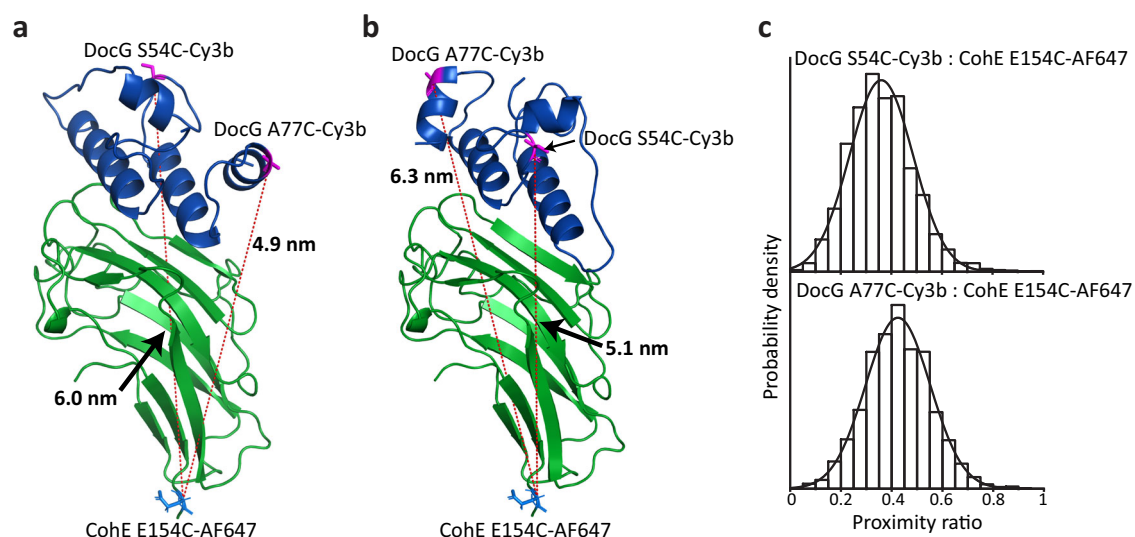 a
DocG S54C-Cy3b
DocG A77C-Cy3b
4.9 nm
6.0 nm
CohE E154C-AF647
b
DocG A77C-Cy3b
DocG S54C-Cy3b
6.3 nm
5.1 nm
CohE E154C-AF647
c
DocG S54C-Cy3b : CohE E154C-AF647
DocG A77C-Cy3b : CohE E154C-AF647
Probability density
0 0.2 0.4 0.6 0.8 1
Proximity ratio